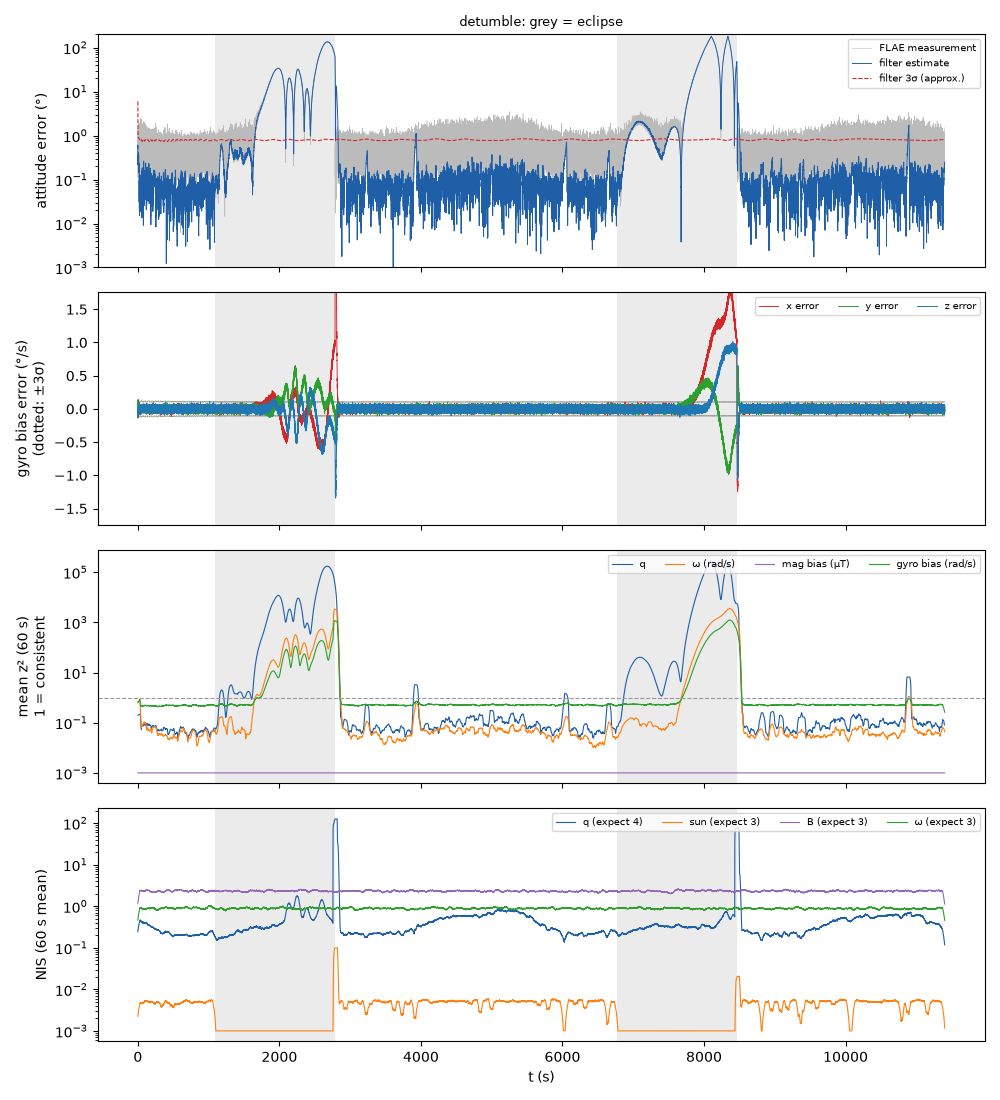 detumble: grey = eclipse
attitude error (°)
10²
10¹
10⁰
10⁻¹
10⁻²
10⁻³
FLAE measurement
filter estimate
filter 3σ (approx.)
gyro bias error (°/s)
(dotted: ±3σ)
1.5
1.0
0.5
0.0
−0.5
−1.0
−1.5
x error y error z error
mean z² (60 s)
1 = consistent
10⁵
10³
10¹
10⁻¹
10⁻³
q ω (rad/s) mag bias (μT) gyro bias (rad/s)
NIS (60 s mean)
10²
10¹
10⁰
10⁻¹
10⁻²
10⁻³
q (expect 4) sun (expect 3) B (expect 3) ω (expect 3)
0 2000 4000 6000 8000 10000
t (s)